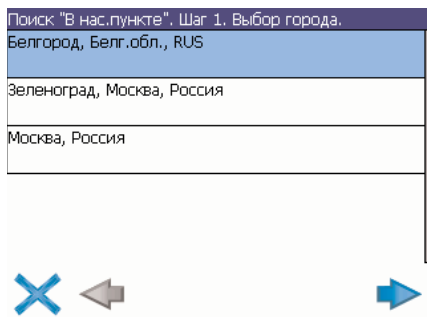 Поиск "В нас.пункте". Шаг 1. Выбор города.
Белгород, Белг.обл., RUS
Зеленоград, Москва, Россия
Москва, Россия